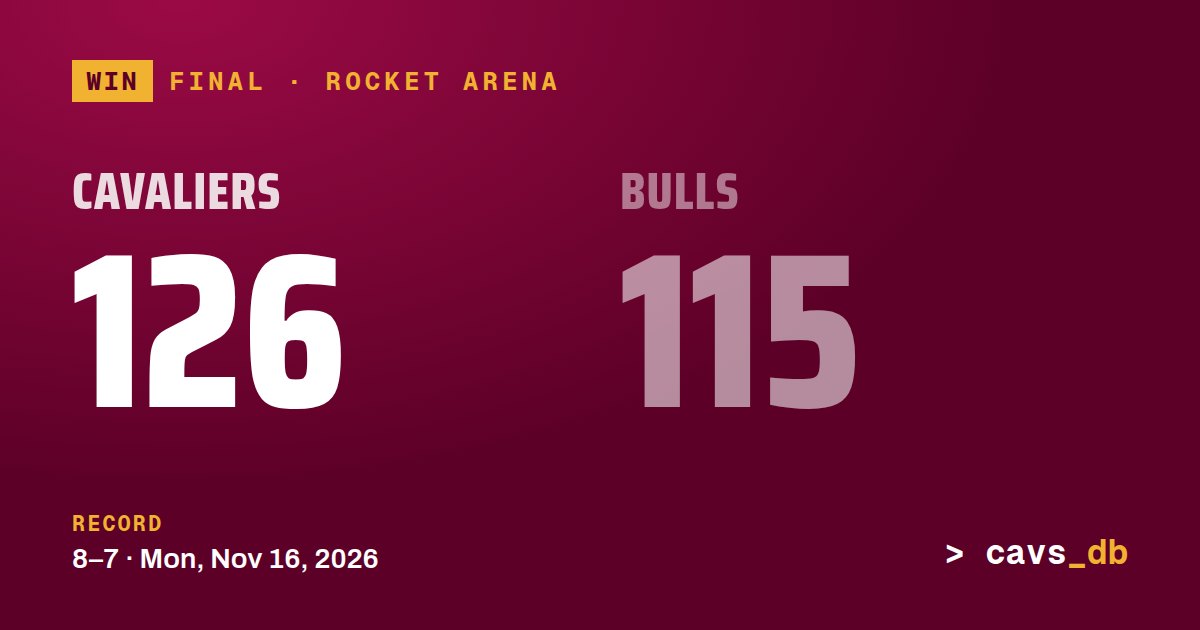 WIN FINAL · ROCKET ARENA
CAVALIERS
126
BULLS
115
RECORD
8–7 · Mon, Nov 16, 2026
> cavs_db